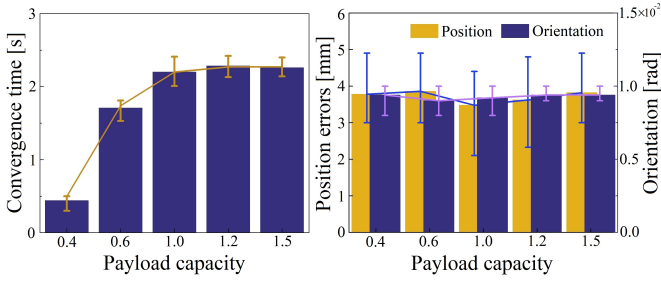 3
2
1
0
Convergence time [s]
0.4 0.6 1.0 1.2 1.5
Payload capacity
6
5
4
3
2
1
0
Position errors [mm]
Position Orientation
1.5×10⁻²
1.0
0.5
0.0
Orientation [rad]
0.4 0.6 1.0 1.2 1.5
Payload capacity